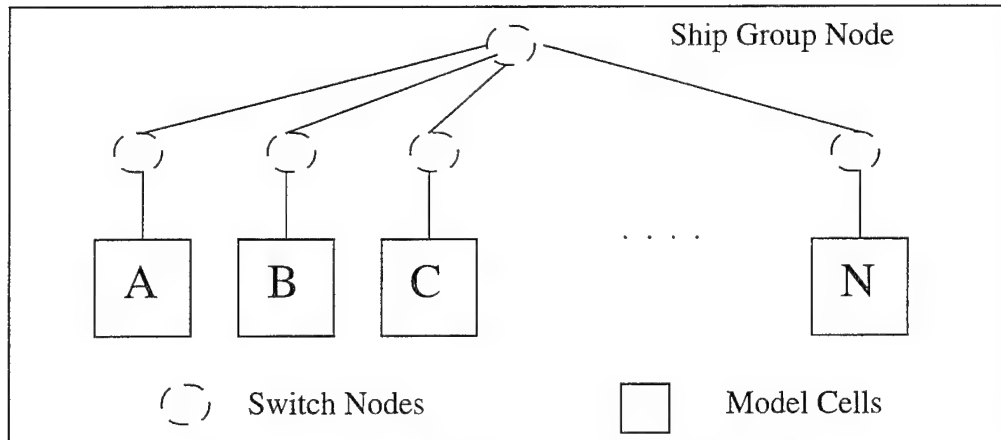 Ship Group Node
A B C . . . . N
Switch Nodes Model Cells